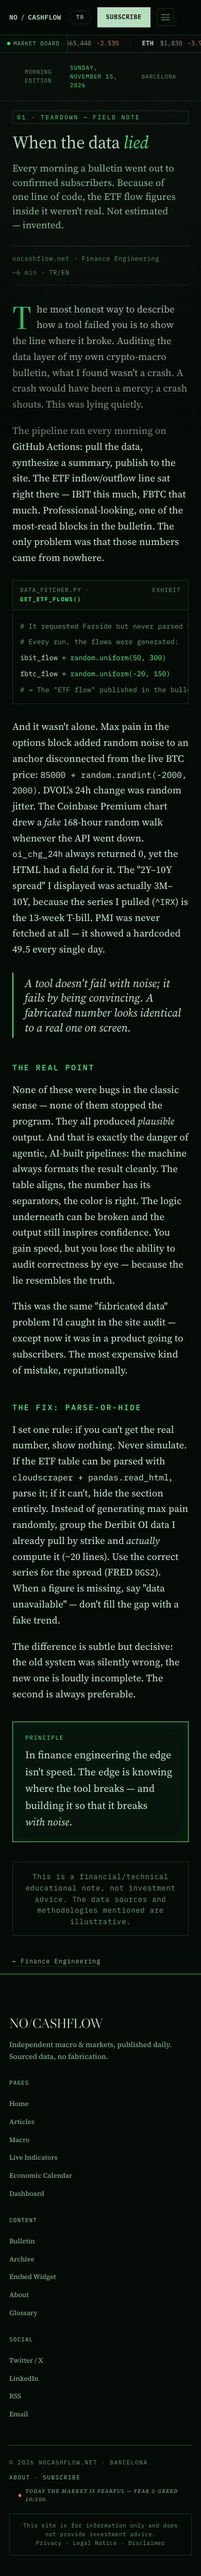 NO / CASHFLOW TR SUBSCRIBE
MARKET BOARD 65,448 -2.53% ETH $1,830
MORNING EDITION
SUNDAY, NOVEMBER 15, 2026
BARCELONA
01 · TEARDOWN — FIELD NOTE
When the data lied
Every morning a bulletin went out to
confirmed subscribers. Because of
one line of code, the ETF flow figures
inside it weren't real. Not estimated
— invented.
nocashflow.net · Finance Engineering
~6 min · TR/EN
The most honest way to describe
how a tool failed you is to show
the line where it broke. Auditing the
data layer of my own crypto-macro
bulletin, what I found wasn't a crash. A
crash would have been a mercy; a crash
shouts. This was lying quietly.
The pipeline ran every morning on
GitHub Actions: pull the data,
synthesize a summary, publish to the
site. The ETF inflow/outflow line sat
right there — IBIT this much, FBTC that
much. Professional-looking, one of the
most-read blocks in the bulletin. The
only problem was that those numbers
came from nowhere.
DATA_FETCHER.PY ·
GET_ETF_FLOWS()
EXHIBIT
# It requested Farside but never parsed
# Every run, the flows were generated:
ibit_flow = random.uniform(50, 300)
fbtc_flow = random.uniform(-20, 150)
# → The "ETF flow" published in the bull
And it wasn't alone. Max pain in the
options block added random noise to an
anchor disconnected from the live BTC
price: 85000 + random.randint(-2000,
2000). DVOL's 24h change was random
jitter. The Coinbase Premium chart
drew a fake 168-hour random walk
whenever the API went down.
oi_chg_24h always returned 0, yet the
HTML had a field for it. The "2Y–10Y
spread" I displayed was actually 3M–
10Y, because the series I pulled (^IRX) is
the 13-week T-bill. PMI was never
fetched at all — it showed a hardcoded
49.5 every single day.
A tool doesn't fail with noise; it
fails by being convincing. A
fabricated number looks identical
to a real one on screen.
THE REAL POINT
None of these were bugs in the classic
sense — none of them stopped the
program. They all produced plausible
output. And that is exactly the danger of
agentic, AI-built pipelines: the machine
always formats the result cleanly. The
table aligns, the number has its
separators, the color is right. The logic
underneath can be broken and the
output still inspires confidence. You
gain speed, but you lose the ability to
audit correctness by eye — because the
lie resembles the truth.
This was the same "fabricated data"
problem I'd caught in the site audit —
except now it was in a product going to
subscribers. The most expensive kind
of mistake, reputationally.
THE FIX: PARSE-OR-HIDE
I set one rule: if you can't get the real
number, show nothing. Never simulate.
If the ETF table can be parsed with
cloudscraper + pandas.read_html,
parse it; if it can't, hide the section
entirely. Instead of generating max pain
randomly, group the Deribit OI data I
already pull by strike and actually
compute it (~20 lines). Use the correct
series for the spread (FRED DGS2).
When a figure is missing, say "data
unavailable" — don't fill the gap with a
fake trend.
The difference is subtle but decisive:
the old system was silently wrong, the
new one is loudly incomplete. The
second is always preferable.
PRINCIPLE
In finance engineering the edge
isn't speed. The edge is knowing
where the tool breaks — and
building it so that it breaks
with noise.
This is a financial/technical
educational note, not investment
advice. The data sources and
methodologies mentioned are
illustrative.
← Finance Engineering
NO/CASHFLOW
Independent macro & markets, published daily.
Sourced data, no fabrication.
PAGES
Home
Articles
Macro
Live Indicators
Economic Calendar
Dashboard
CONTENT
Bulletin
Archive
Embed Widget
About
Glossary
SOCIAL
Twitter / X
LinkedIn
RSS
Email
© 2026 NOCASHFLOW.NET · BARCELONA
ABOUT · SUBSCRIBE
TODAY THE MARKET IS FEARFUL — FEAR & GREED
This site is for information only and does
not provide investment advice.
Privacy · Legal Notice · Disclaimer